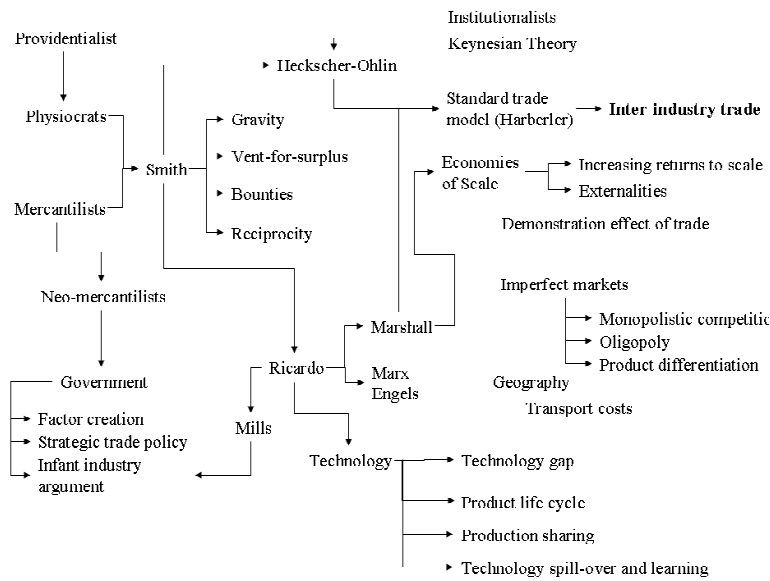 Institutionalists
Providentialist
Keynesian Theory
Heckscher-Ohlin
Standard trade
model (Harberler)
Inter industry trade
Physiocrats
Gravity
Vent-for-surplus
Smith
Economies
of Scale
Increasing returns to scale
Externalities
Bounties
Mercantilists
Reciprocity
Demonstration effect of trade
Neo-mercantilists
Imperfect markets
Marshall
Monopolistic competitic
Oligopoly
Product differentiation
Ricardo
Marx
Engels
Government
Geography
Transport costs
Factor creation
Strategic trade policy
Infant industry
argument
Mills
Technology
Technology gap
Product life cycle
Production sharing
Technology spill-over and learning